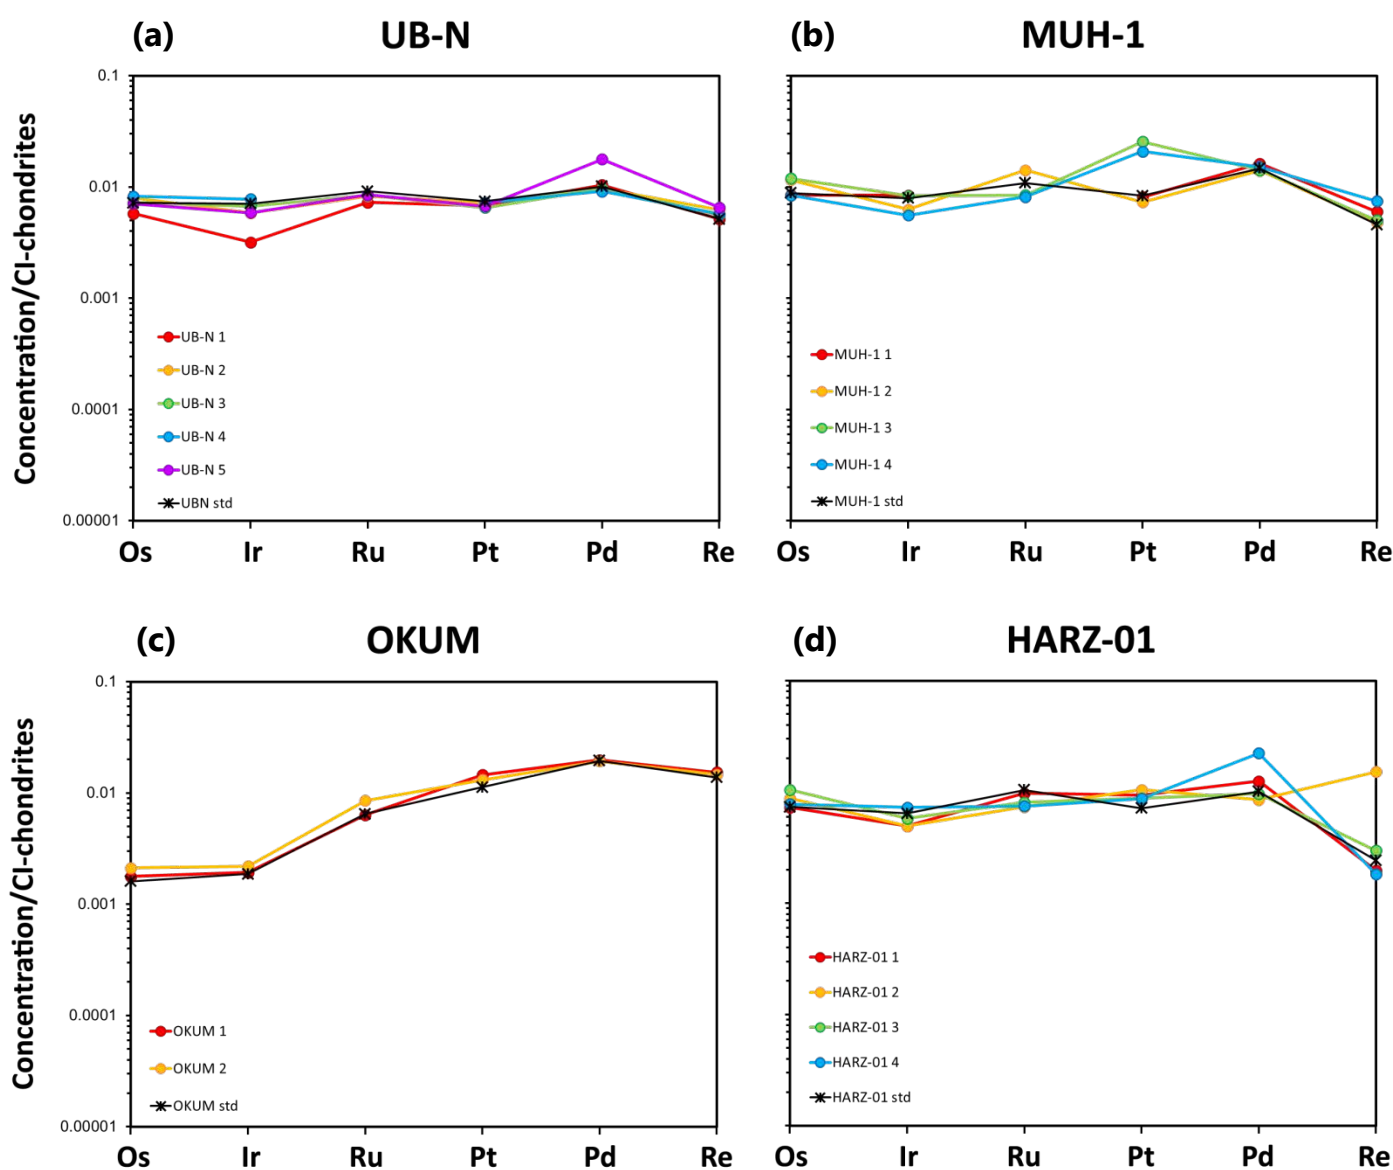 (a) UB-N
(b) MUH-1
Concentration/CI-chondrites
0.1
0.01
0.001
0.0001
0.00001
UB-N 1
UB-N 2
UB-N 3
UB-N 4
UB-N 5
UBN std
Os Ir Ru Pt Pd Re
MUH-1 1
MUH-1 2
MUH-1 3
MUH-1 4
MUH-1 std
Os Ir Ru Pt Pd Re
(c) OKUM
(d) HARZ-01
Concentration/CI-chondrites
0.1
0.01
0.001
0.0001
0.00001
OKUM 1
OKUM 2
OKUM std
Os Ir Ru Pt Pd Re
HARZ-01 1
HARZ-01 2
HARZ-01 3
HARZ-01 4
HARZ-01 std
Os Ir Ru Pt Pd Re